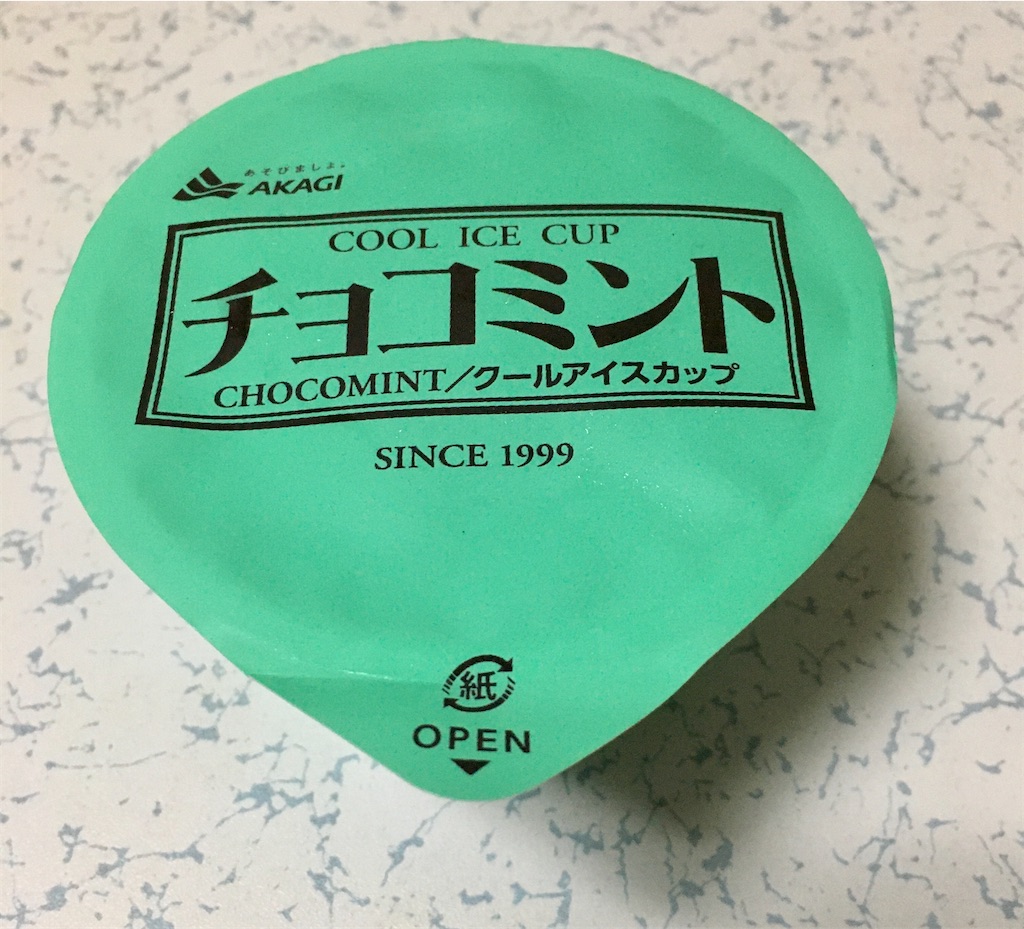 あそびましょ。
AKAGI
COOL ICE CUP
チョコミント
CHOCOMINT/クールアイスカップ
SINCE 1999
紙
OPEN